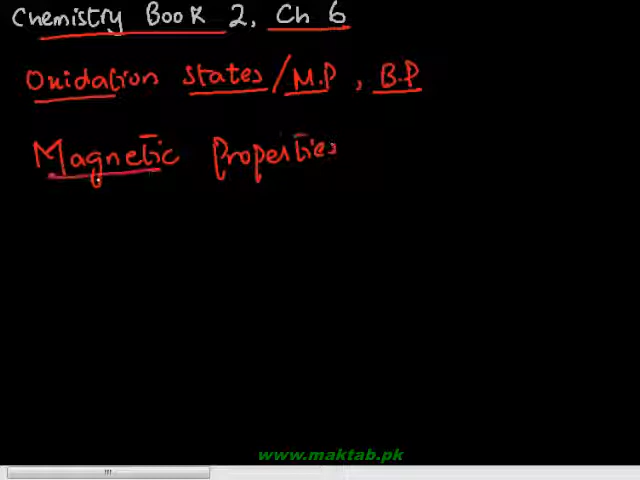 Chemistry Book 2, Ch 6
Oxidation states / M.P , B.P
Magnetic Properties
www.maktab.pk